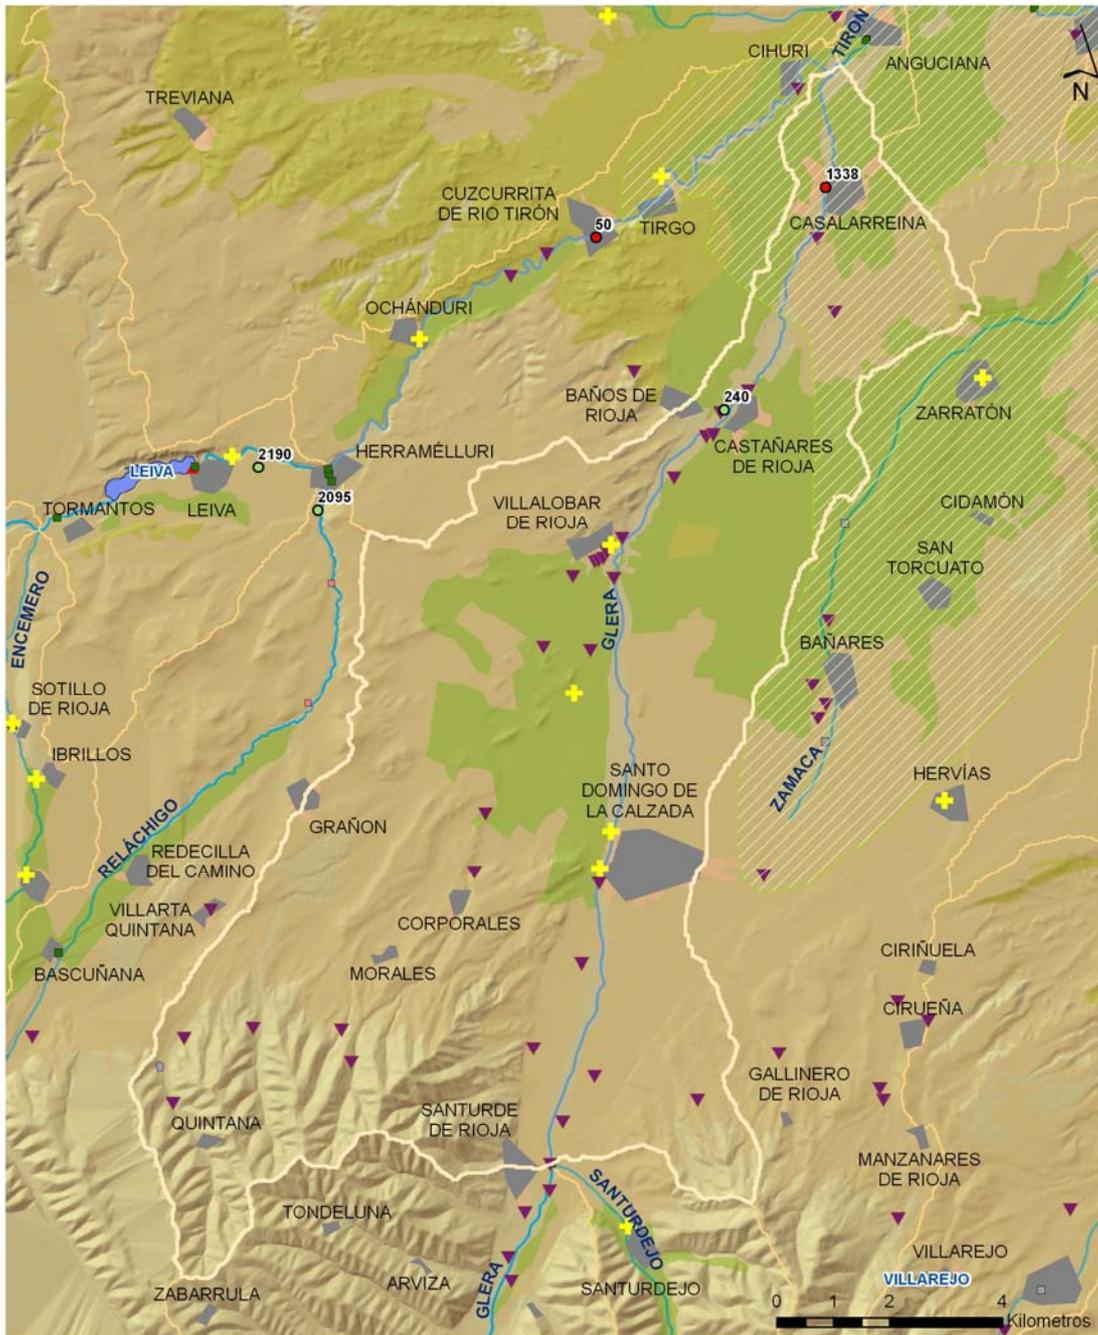 CIHURI
TIRON
ANGUCIANA
N
TREVIANA
1338
CUZCURRITA
DE RIO TIRÓN
50
TIRGO
CASALARREINA
OCHÁNDURI
BAÑOS DE
RIOJA
240
ZARRATÓN
CASTAÑARES
DE RIOJA
HERRAMÉLLURI
2190
LEIVA
2095
TORMANTOS
LEIVA
VILLALOBAR
DE RIOJA
CIDAMÓN
SAN
TORCUATO
ENCEMERO
GLERA
BAÑARES
SOTILLO
DE RIOJA
IBRILLOS
ZAMACA
SANTO
DOMINGO DE
LA CALZADA
HERVÍAS
GRAÑON
RELÁCHIGO
REDECILLA
DEL CAMINO
VILLARTA
QUINTANA
CORPORALES
BASCUÑANA
MORALES
CIRIÑUELA
CIRUEÑA
GALLINERO
DE RIOJA
QUINTANA
SANTURDE
DE RIOJA
MANZANARES
DE RIOJA
SANTURDEJO
TONDELUNA
ARVIZA
GLERA
ZABARRULA
SANTURDEJO
VILLAREJO
VILLAREJO
0 1 2 4
Kilometros